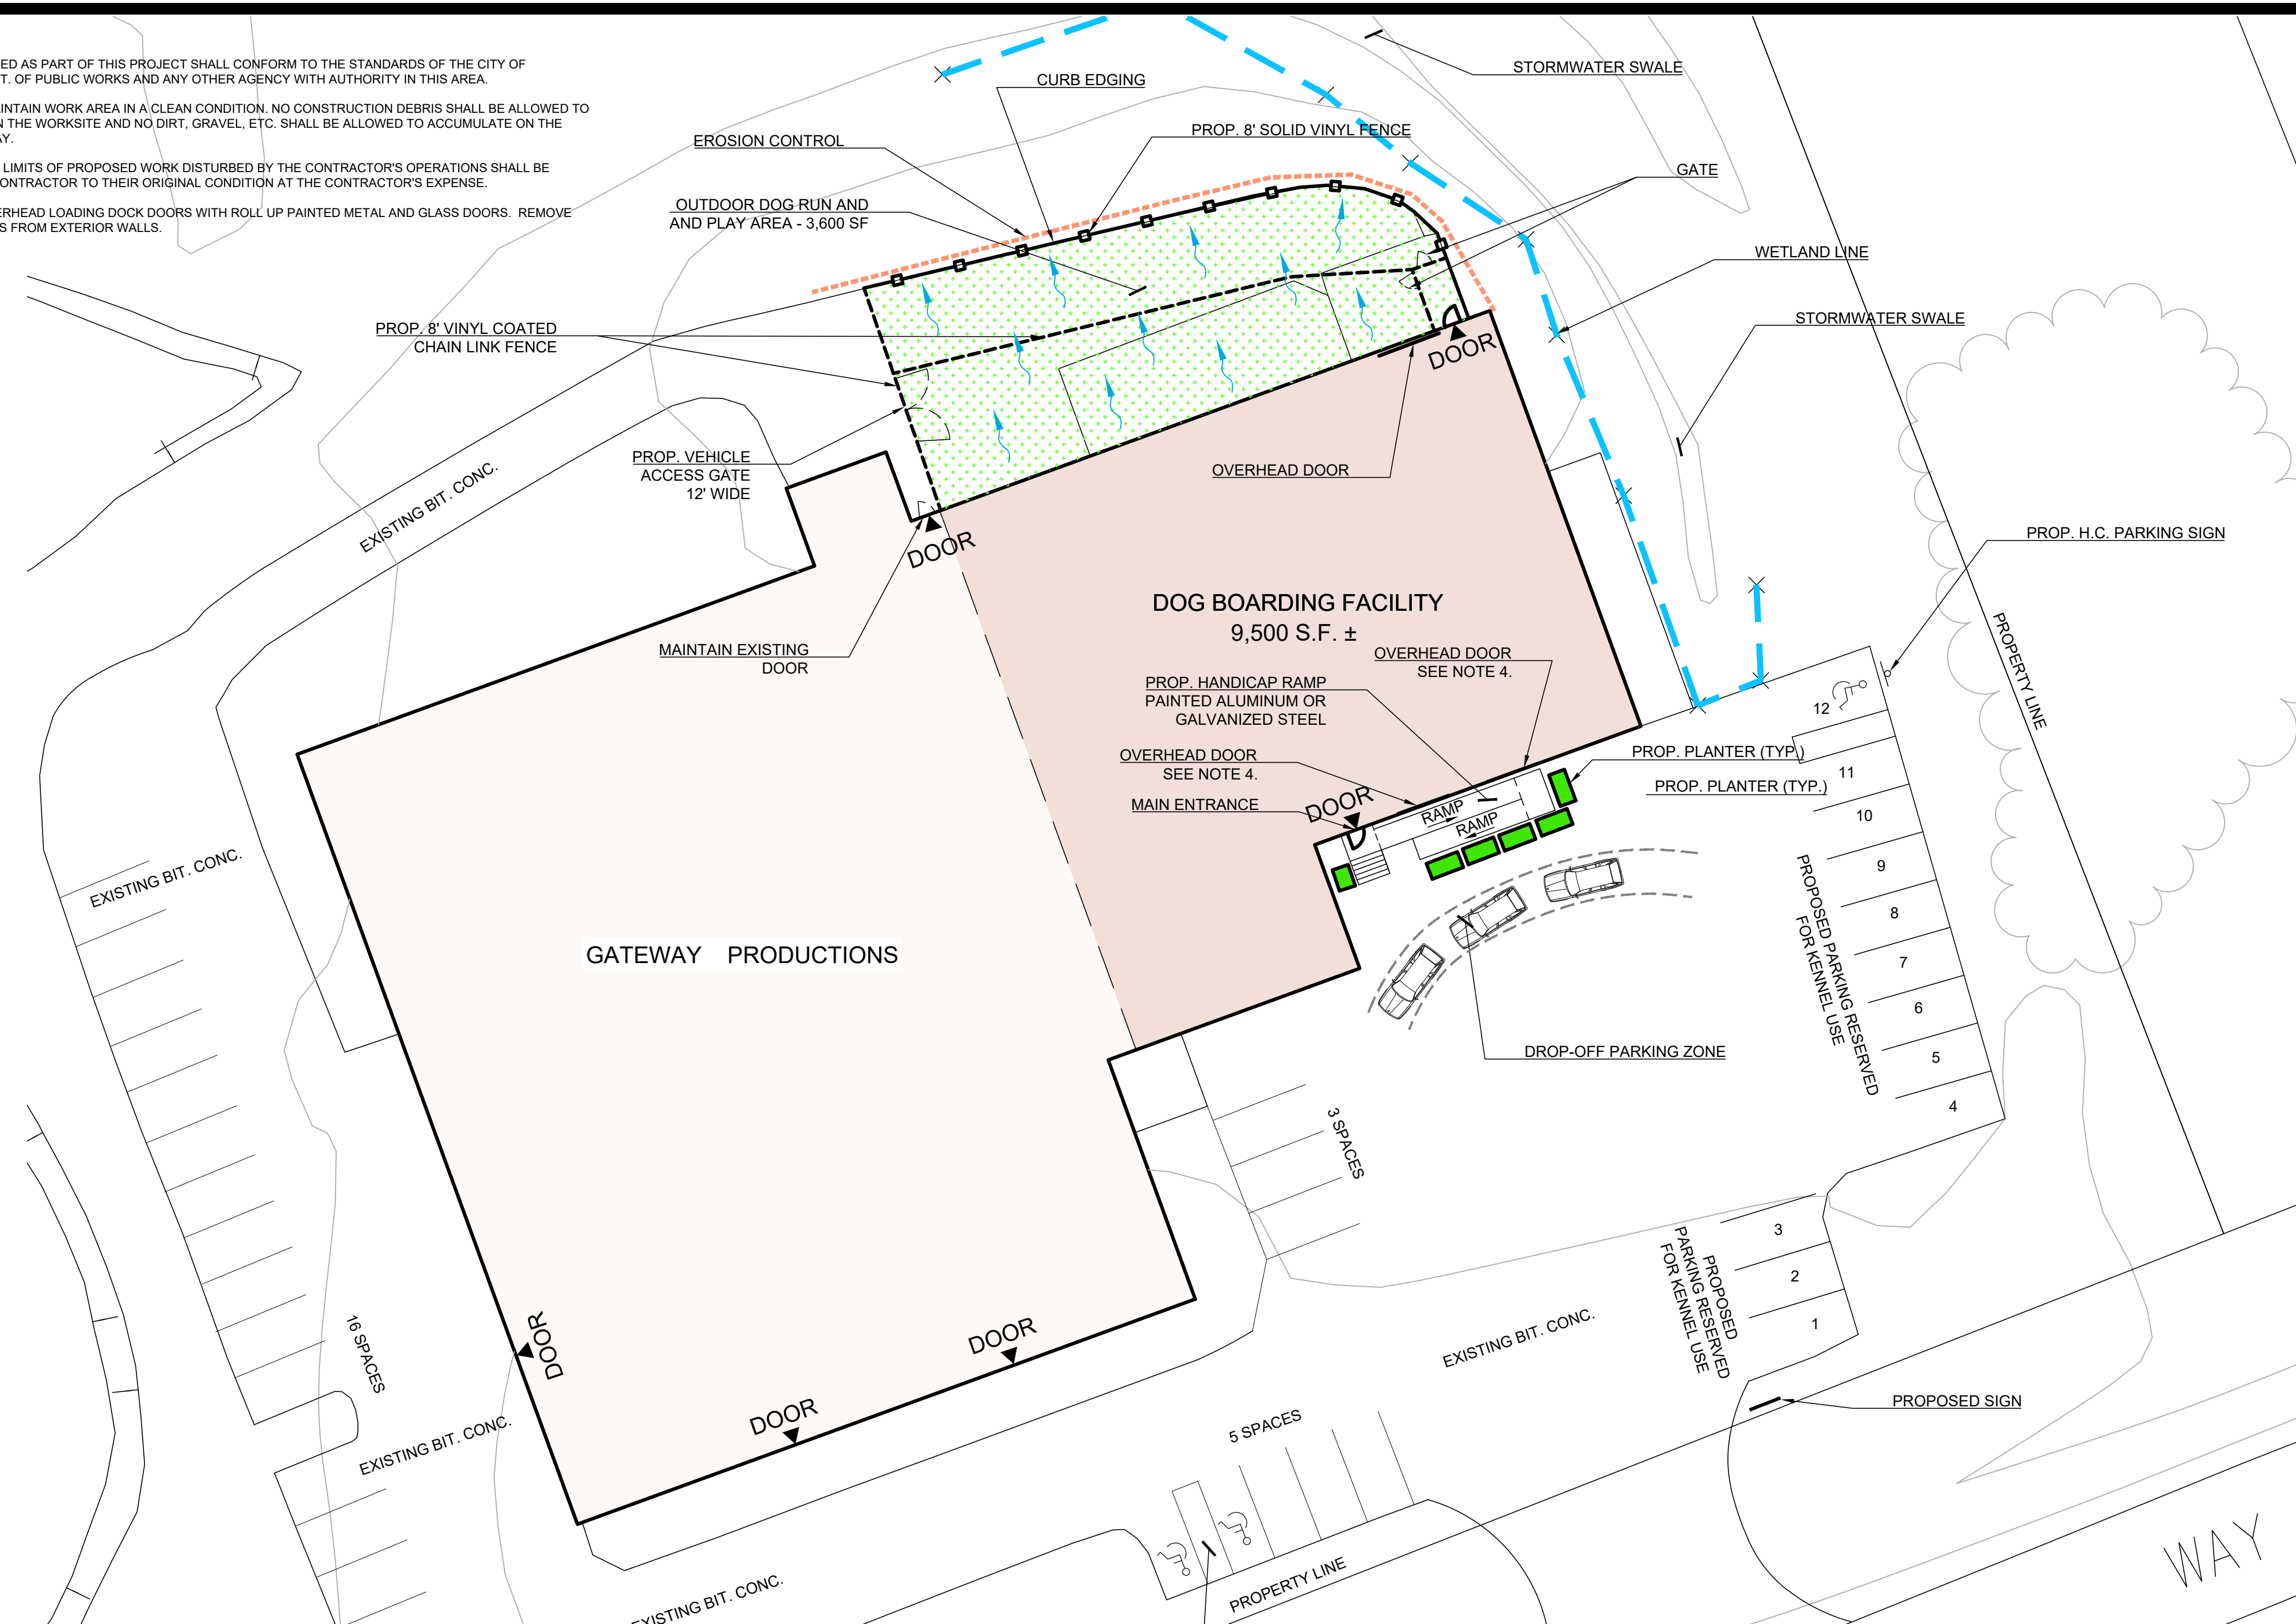 ED AS PART OF THIS PROJECT SHALL CONFORM TO THE STANDARDS OF THE CITY OF
T. OF PUBLIC WORKS AND ANY OTHER AGENCY WITH AUTHORITY IN THIS AREA.
INTAIN WORK AREA IN A CLEAN CONDITION. NO CONSTRUCTION DEBRIS SHALL BE ALLOWED TO
N THE WORKSITE AND NO DIRT, GRAVEL, ETC. SHALL BE ALLOWED TO ACCUMULATE ON THE
AY.
LIMITS OF PROPOSED WORK DISTURBED BY THE CONTRACTOR'S OPERATIONS SHALL BE
ONTRACTOR TO THEIR ORIGINAL CONDITION AT THE CONTRACTOR'S EXPENSE.
ERHEAD LOADING DOCK DOORS WITH ROLL UP PAINTED METAL AND GLASS DOORS. REMOVE
S FROM EXTERIOR WALLS.
STORMWATER SWALE
CURB EDGING
PROP. 8' SOLID VINYL FENCE
EROSION CONTROL
GATE
OUTDOOR DOG RUN AND
AND PLAY AREA - 3,600 SF
WETLAND LINE
STORMWATER SWALE
PROP. 8' VINYL COATED
CHAIN LINK FENCE
DOOR
PROP. VEHICLE
ACCESS GATE
12' WIDE
OVERHEAD DOOR
EXISTING BIT. CONC.
DOOR
PROP. H.C. PARKING SIGN
DOG BOARDING FACILITY
9,500 S.F. ±
MAINTAIN EXISTING
DOOR
OVERHEAD DOOR
SEE NOTE 4.
PROPERTY LINE
PROP. HANDICAP RAMP
PAINTED ALUMINUM OR
GALVANIZED STEEL
12
OVERHEAD DOOR
SEE NOTE 4.
PROP. PLANTER (TYP.)
11
PROP. PLANTER (TYP.)
MAIN ENTRANCE
DOOR
RAMP
RAMP
10
9
8
7
6
5
4
PROPOSED PARKING RESERVED
FOR KENNEL USE
EXISTING BIT. CONC.
GATEWAY PRODUCTIONS
DROP-OFF PARKING ZONE
3 SPACES
3
2
1
PROPOSED
PARKING RESERVED
FOR KENNEL USE
16 SPACES
DOOR
DOOR
DOOR
EXISTING BIT. CONC.
PROPOSED SIGN
5 SPACES
EXISTING BIT. CONC.
PROPERTY LINE
EXISTING BIT. CONC.
WAY